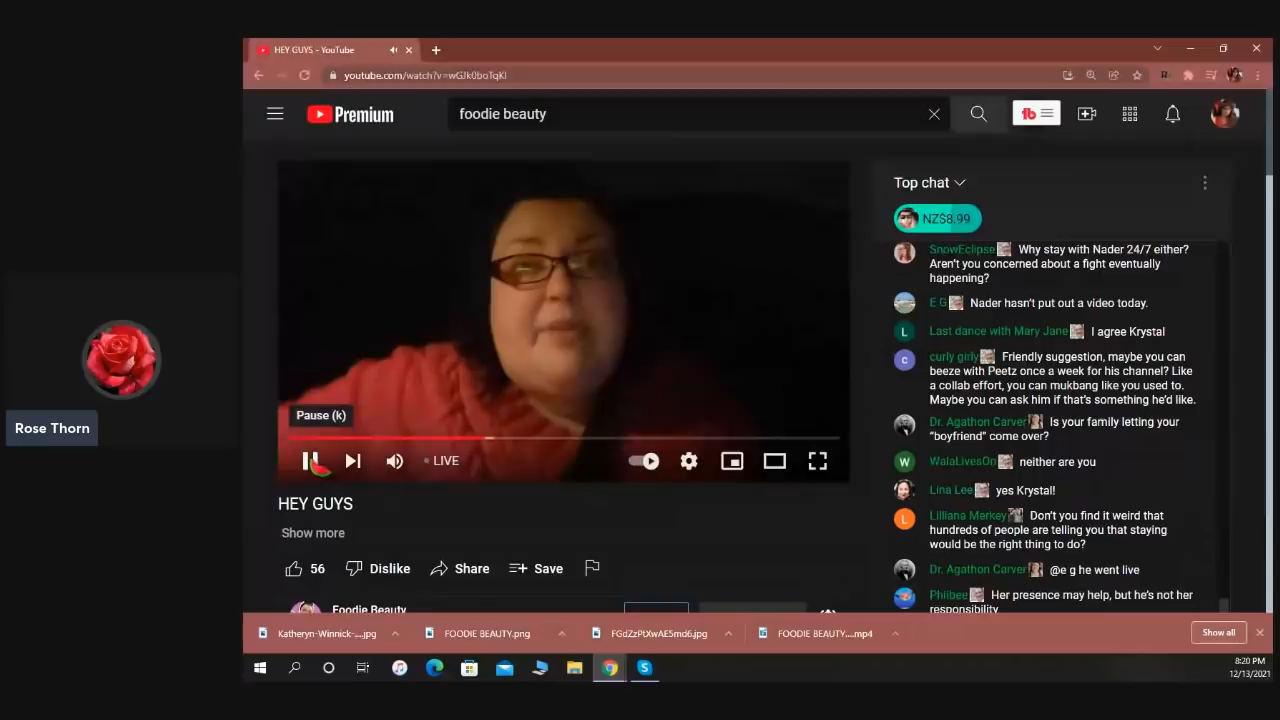 HEY GUYS - YouTube
youtube.com/watch?v=wGJk0boTqKI
Premium
foodie beauty
Top chat
NZ$8.99
SnowEclipse Why stay with Nader 24/7 either?
Aren't you concerned about a fight eventually
happening?
E G Nader hasn't put out a video today.
L Last dance with Mary Jane I agree Krystal
c curly girly Friendly suggestion, maybe you can
beeze with Peetz once a week for his channel? Like
a collab effort, you can mukbang like you used to.
Maybe you can ask him if that's something he'd like.
Dr. Agathon Carver Is your family letting your
"boyfriend" come over?
W WalaLivesOn neither are you
Lina Lee yes Krystal!
L Lilliana Merkey Don't you find it weird that
hundreds of people are telling you that staying
would be the right thing to do?
Dr. Agathon Carver @e g he went live
Phiibee Her presence may help, but he's not her
responsibility
Pause (k)
LIVE
HEY GUYS
Show more
56 Dislike Share Save
Foodie Beauty
Rose Thorn
Katheryn-Winnick-....jpg FOODIE BEAUTY.png FGdZzPtXwAE5md6.jpg FOODIE BEAUTY....mp4 Show all
8:20 PM
12/13/2021